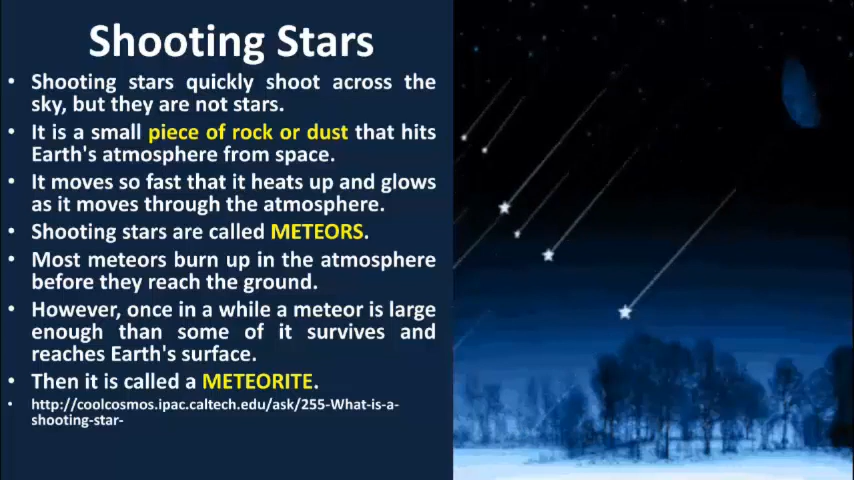 Shooting Stars
• Shooting stars quickly shoot across the
sky, but they are not stars.
• It is a small piece of rock or dust that hits
Earth's atmosphere from space.
• It moves so fast that it heats up and glows
as it moves through the atmosphere.
• Shooting stars are called METEORS.
• Most meteors burn up in the atmosphere
before they reach the ground.
• However, once in a while a meteor is large
enough than some of it survives and
reaches Earth's surface.
• Then it is called a METEORITE.
• http://coolcosmos.ipac.caltech.edu/ask/255-What-is-a-
shooting-star-